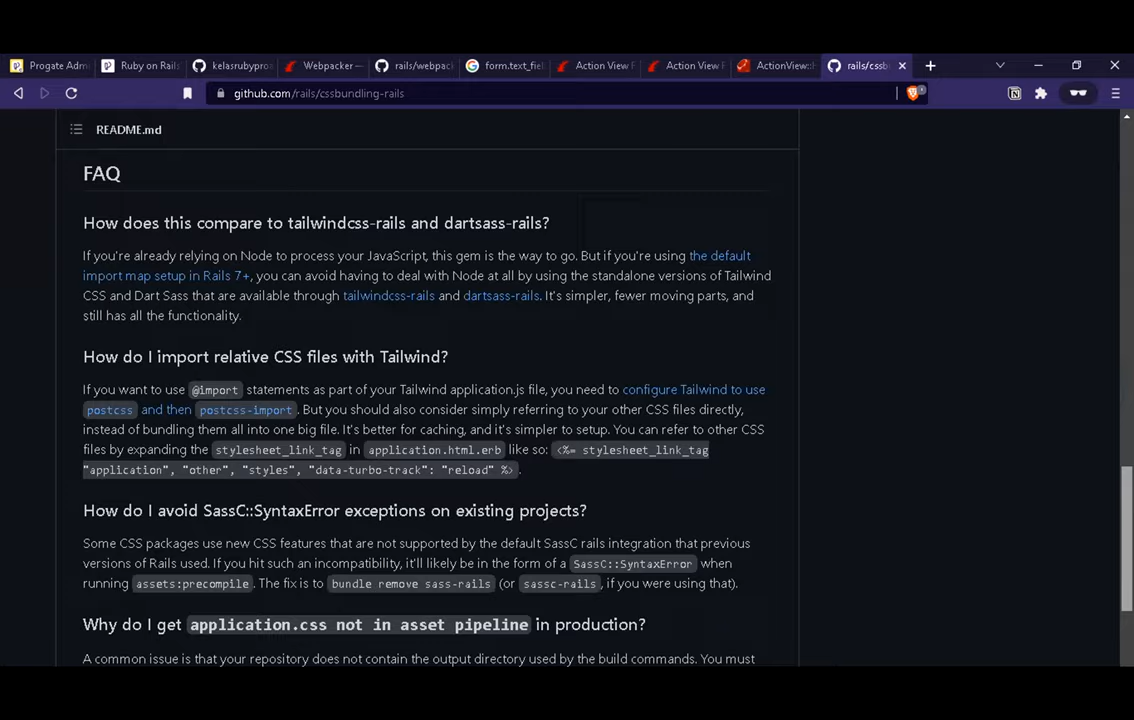 Progate Adm
Ruby on Rails
kelasrubypro
Webpacker —
rails/webpac
form.text_fiel
Action View F
Action View F
ActionView::H
rails/cssb
github.com/rails/cssbundling-rails
README.md
FAQ
How does this compare to tailwindcss-rails and dartsass-rails?
If you're already relying on Node to process your JavaScript, this gem is the way to go. But if you're using the default
import map setup in Rails 7+, you can avoid having to deal with Node at all by using the standalone versions of Tailwind
CSS and Dart Sass that are available through tailwindcss-rails and dartsass-rails. It's simpler, fewer moving parts, and
still has all the functionality.
How do I import relative CSS files with Tailwind?
If you want to use @import statements as part of your Tailwind application.js file, you need to configure Tailwind to use
postcss and then postcss-import. But you should also consider simply referring to your other CSS files directly,
instead of bundling them all into one big file. It's better for caching, and it's simpler to setup. You can refer to other CSS
files by expanding the stylesheet_link_tag in application.html.erb like so: <%= stylesheet_link_tag
"application", "other", "styles", "data-turbo-track": "reload" %>.
How do I avoid SassC::SyntaxError exceptions on existing projects?
Some CSS packages use new CSS features that are not supported by the default SassC rails integration that previous
versions of Rails used. If you hit such an incompatibility, it'll likely be in the form of a SassC::SyntaxError when
running assets:precompile. The fix is to bundle remove sass-rails (or sassc-rails, if you were using that).
Why do I get application.css not in asset pipeline in production?
A common issue is that your repository does not contain the output directory used by the build commands. You must